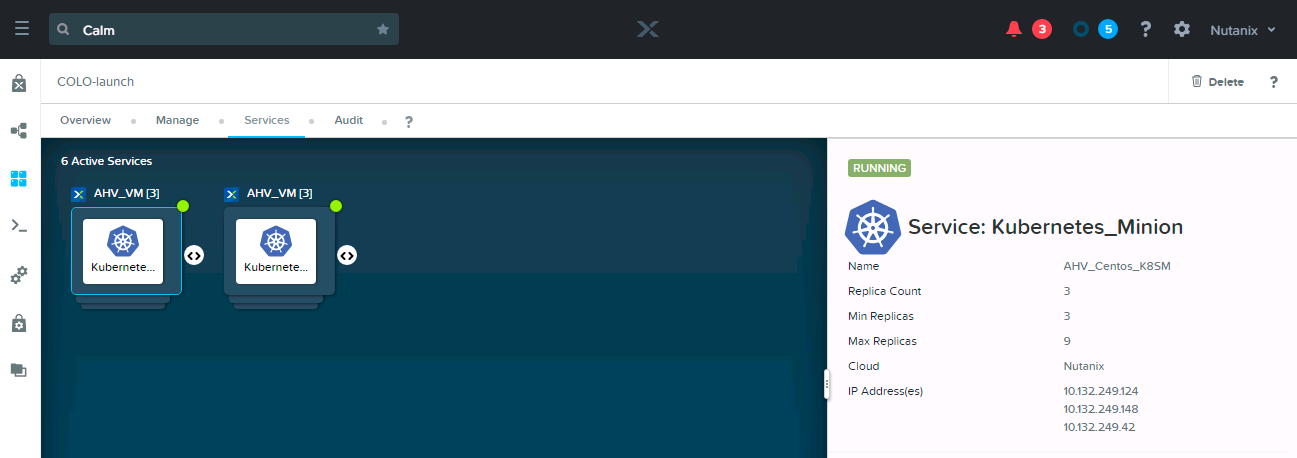 Calm
3
5
?
Nutanix
COLO-launch
Delete
?
Overview
Manage
Services
Audit
?
6 Active Services
AHV_VM [3]
AHV_VM [3]
Kubernete...
Kubernete...
RUNNING
Service: Kubernetes_Minion
Name AHV_Centos_K8SM
Replica Count 3
Min Replicas 3
Max Replicas 9
Cloud Nutanix
IP Address(es) 10.132.249.124
10.132.249.148
10.132.249.42